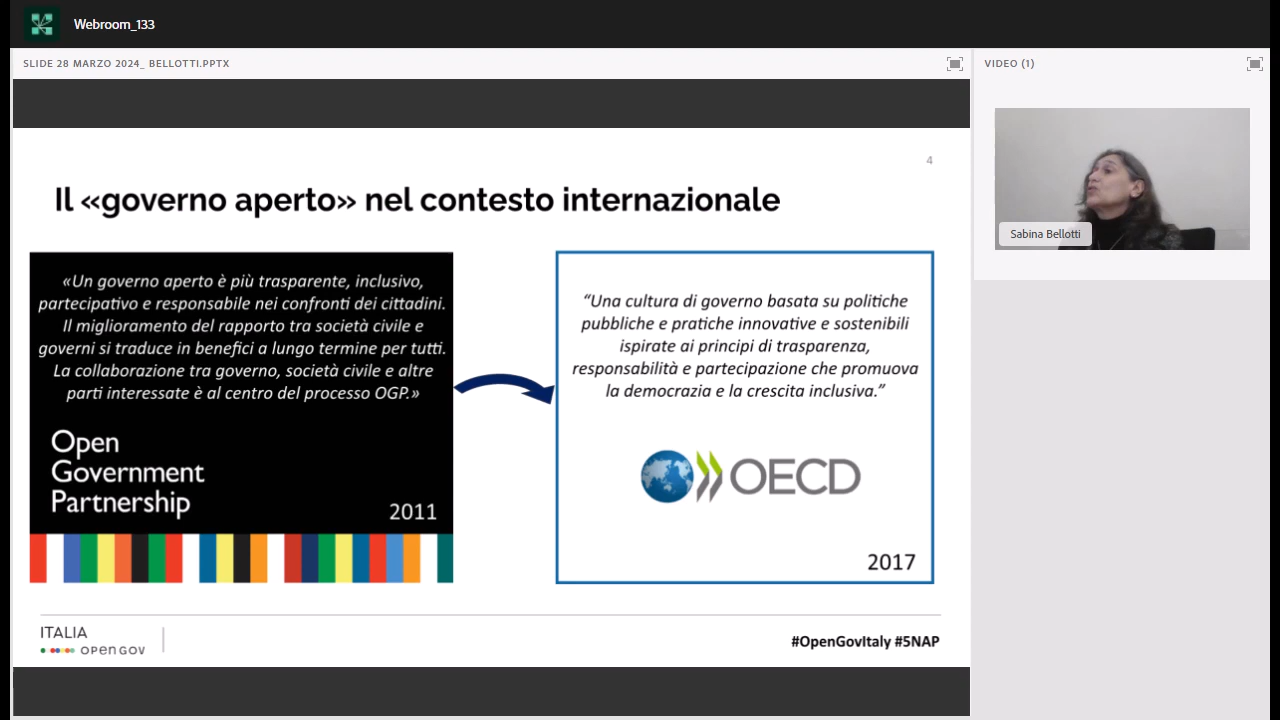 Webroom_133
SLIDE 28 MARZO 2024_ BELLOTTI.PPTX
VIDEO (1)
4
Il «governo aperto» nel contesto internazionale
«Un governo aperto è più trasparente, inclusivo,
partecipativo e responsabile nei confronti dei cittadini.
Il miglioramento del rapporto tra società civile e
governi si traduce in benefici a lungo termine per tutti.
La collaborazione tra governo, società civile e altre
parti interessate è al centro del processo OGP.»
Open
Government
Partnership
2011
“Una cultura di governo basata su politiche
pubbliche e pratiche innovative e sostenibili
ispirate ai principi di trasparenza,
responsabilità e partecipazione che promuova
la democrazia e la crescita inclusiva.”
OECD
2017
Sabina Bellotti
ITALIA
OPENGOV
#OpenGovItaly #5NAP